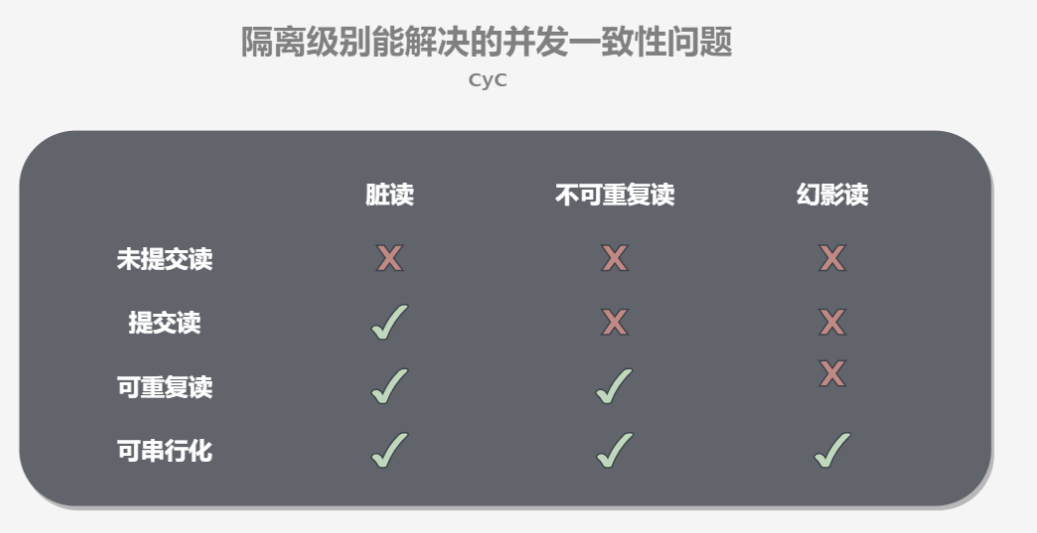 隔离级别能解决的并发一致性问题
CyC
脏读 不可重复读 幻影读
未提交读 X X X
提交读 ✓ X X
可重复读 ✓ ✓ X
可串行化 ✓ ✓ ✓